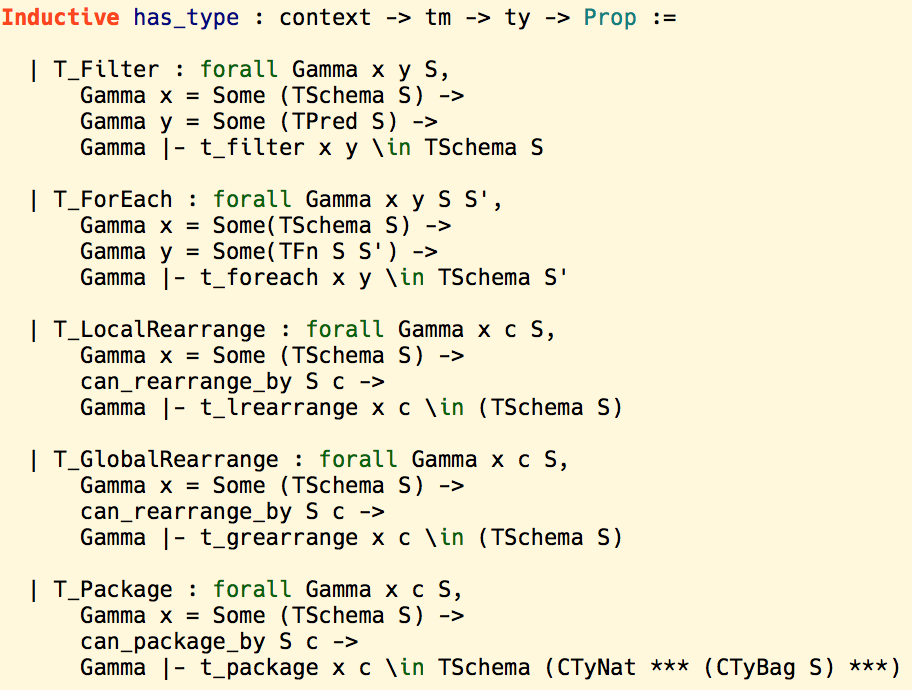 Inductive has_type : context -> tm -> ty -> Prop :=
| T_Filter : forall Gamma x y S,
Gamma x = Some (TSchema S) ->
Gamma y = Some (TPred S) ->
Gamma |- t_filter x y \in TSchema S
| T_ForEach : forall Gamma x y S S',
Gamma x = Some(TSchema S) ->
Gamma y = Some(TFn S S') ->
Gamma |- t_foreach x y \in TSchema S'
| T_LocalRearrange : forall Gamma x c S,
Gamma x = Some (TSchema S) ->
can_rearrange_by S c ->
Gamma |- t_lrearrange x c \in (TSchema S)
| T_GlobalRearrange : forall Gamma x c S,
Gamma x = Some (TSchema S) ->
can_rearrange_by S c ->
Gamma |- t_grearrange x c \in (TSchema S)
| T_Package : forall Gamma x c S,
Gamma x = Some (TSchema S) ->
can_package_by S c ->
Gamma |- t_package x c \in TSchema (CTyNat *** (CTyBag S) ***)